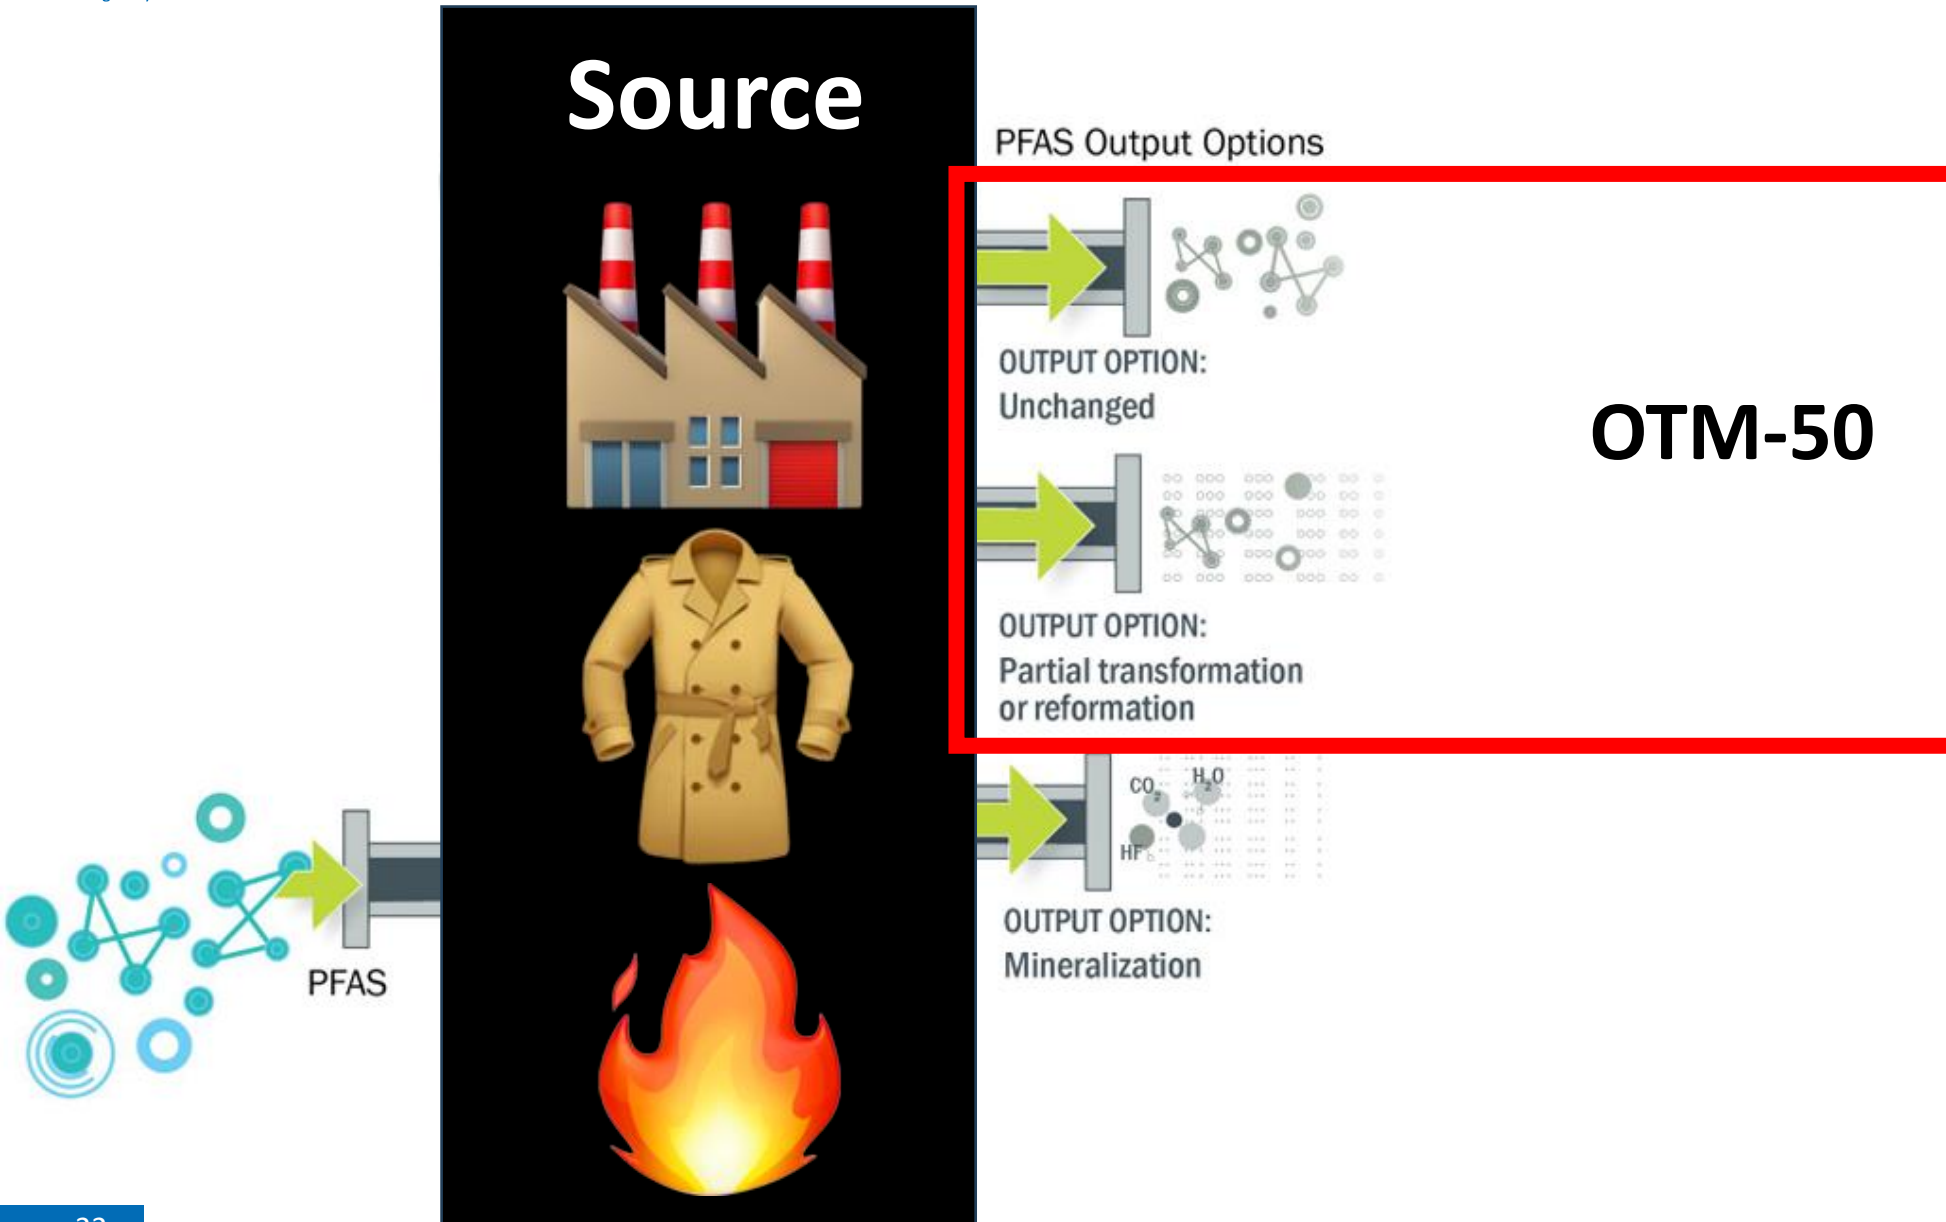 Source
PFAS Output Options
OUTPUT OPTION:
Unchanged
OTM-50
OUTPUT OPTION:
Partial transformation
or reformation
CO2
H2O
HF
OUTPUT OPTION:
Mineralization
PFAS